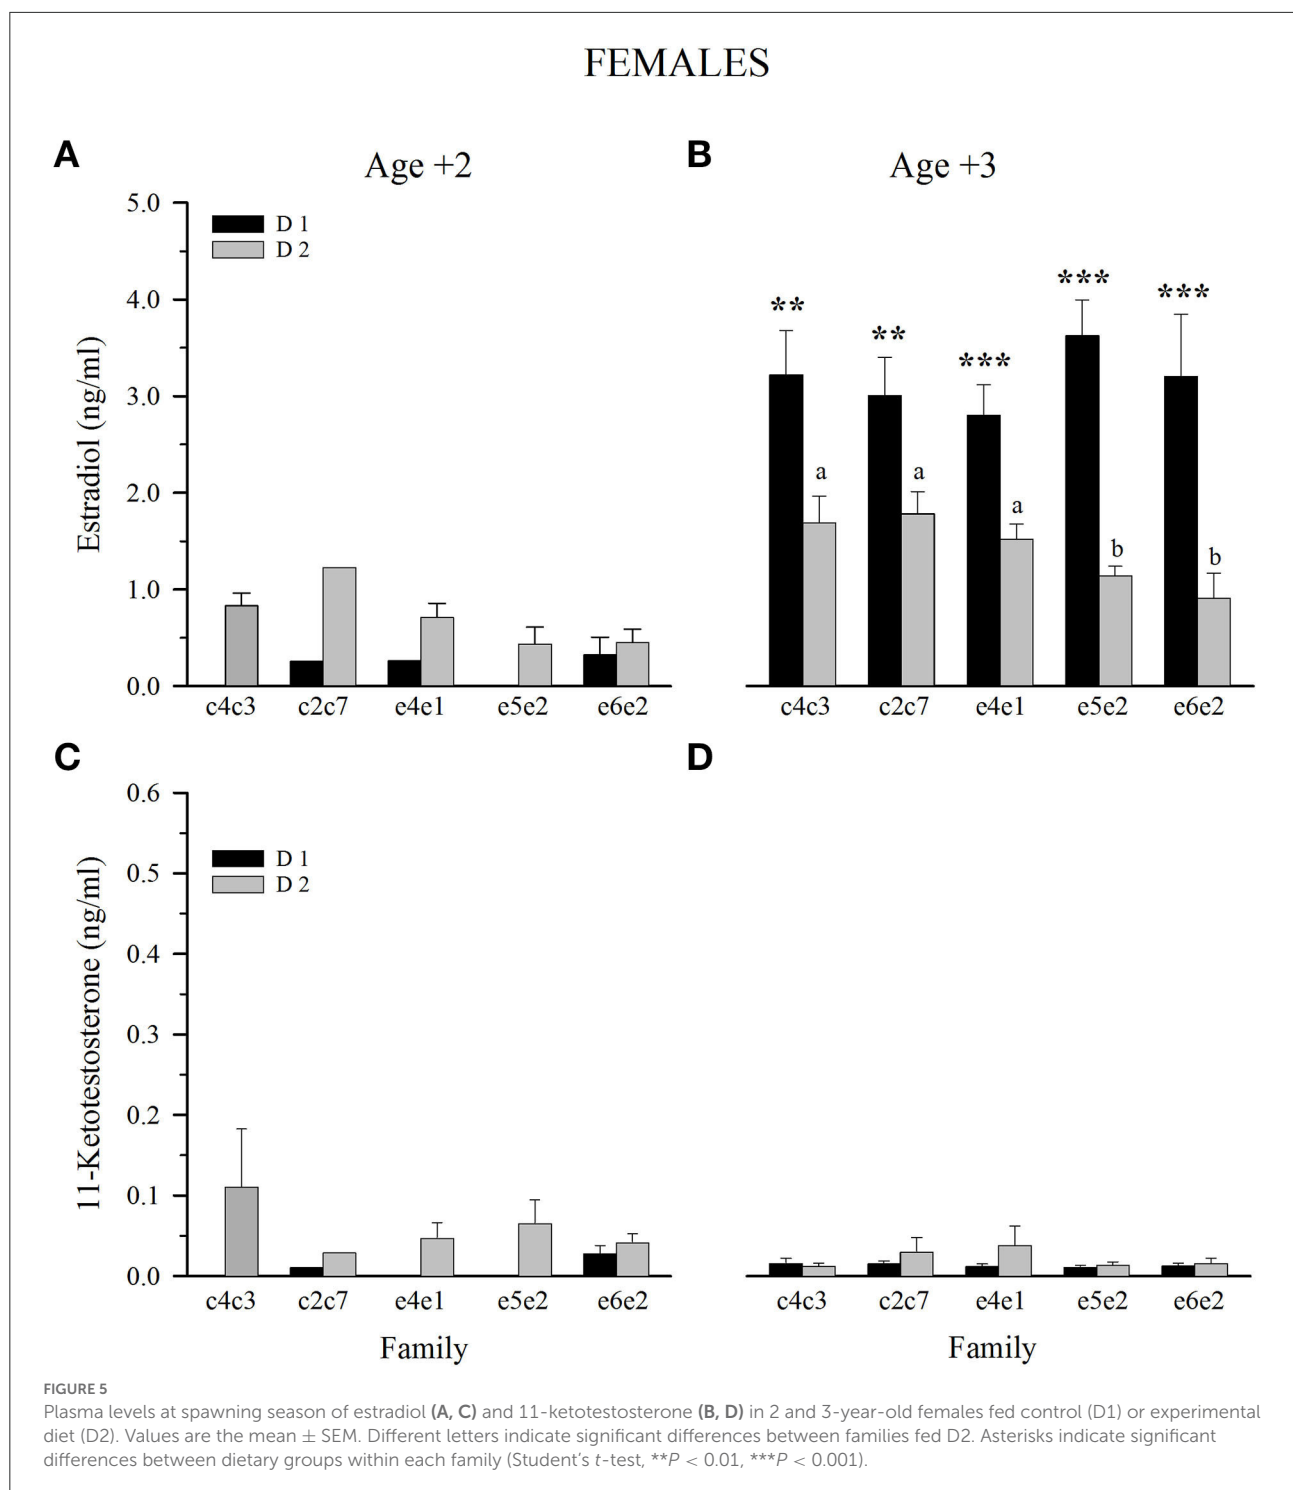 FEMALES
A
Age +2
B
Age +3
5.0
4.0
3.0
2.0
1.0
0.0
Estradiol (ng/ml)
D 1
D 2
c4c3 c2c7 e4e1 e5e2 e6e2
** ** *** *** ***
a a a b b
c4c3 c2c7 e4e1 e5e2 e6e2
C
D
0.6
0.5
0.4
0.3
0.2
0.1
0.0
11-Ketotestosterone (ng/ml)
D 1
D 2
c4c3 c2c7 e4e1 e5e2 e6e2
Family
c4c3 c2c7 e4e1 e5e2 e6e2
Family
FIGURE 5
Plasma levels at spawning season of estradiol (A, C) and 11-ketotestosterone (B, D) in 2 and 3-year-old females fed control (D1) or experimental
diet (D2). Values are the mean ± SEM. Different letters indicate significant differences between families fed D2. Asterisks indicate significant
differences between dietary groups within each family (Student's t-test, **P < 0.01, ***P < 0.001).